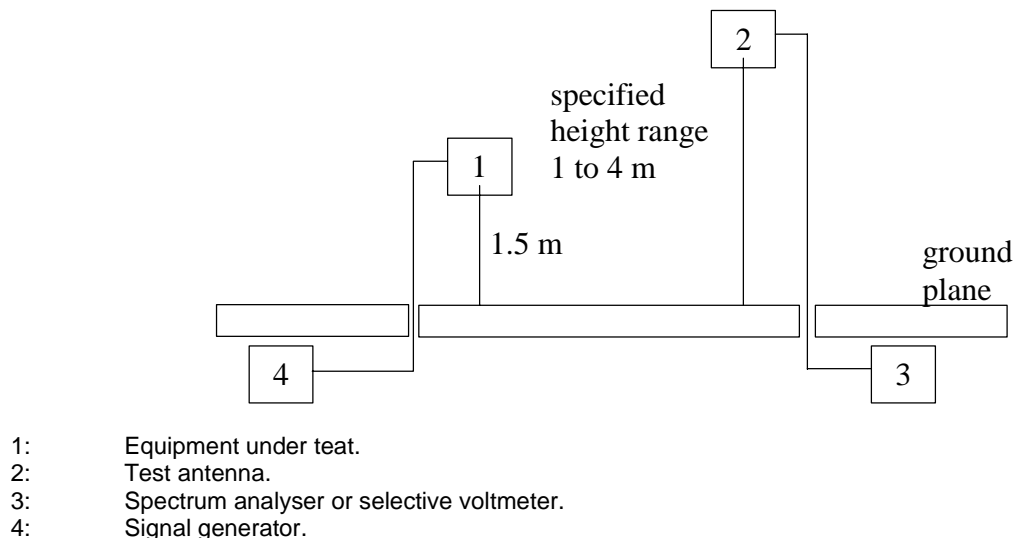 2
specified
height range
1 to 4 m
1
1.5 m
ground
plane
4
3
1: Equipment under teat.
2: Test antenna.
3: Spectrum analyser or selective voltmeter.
4: Signal generator.